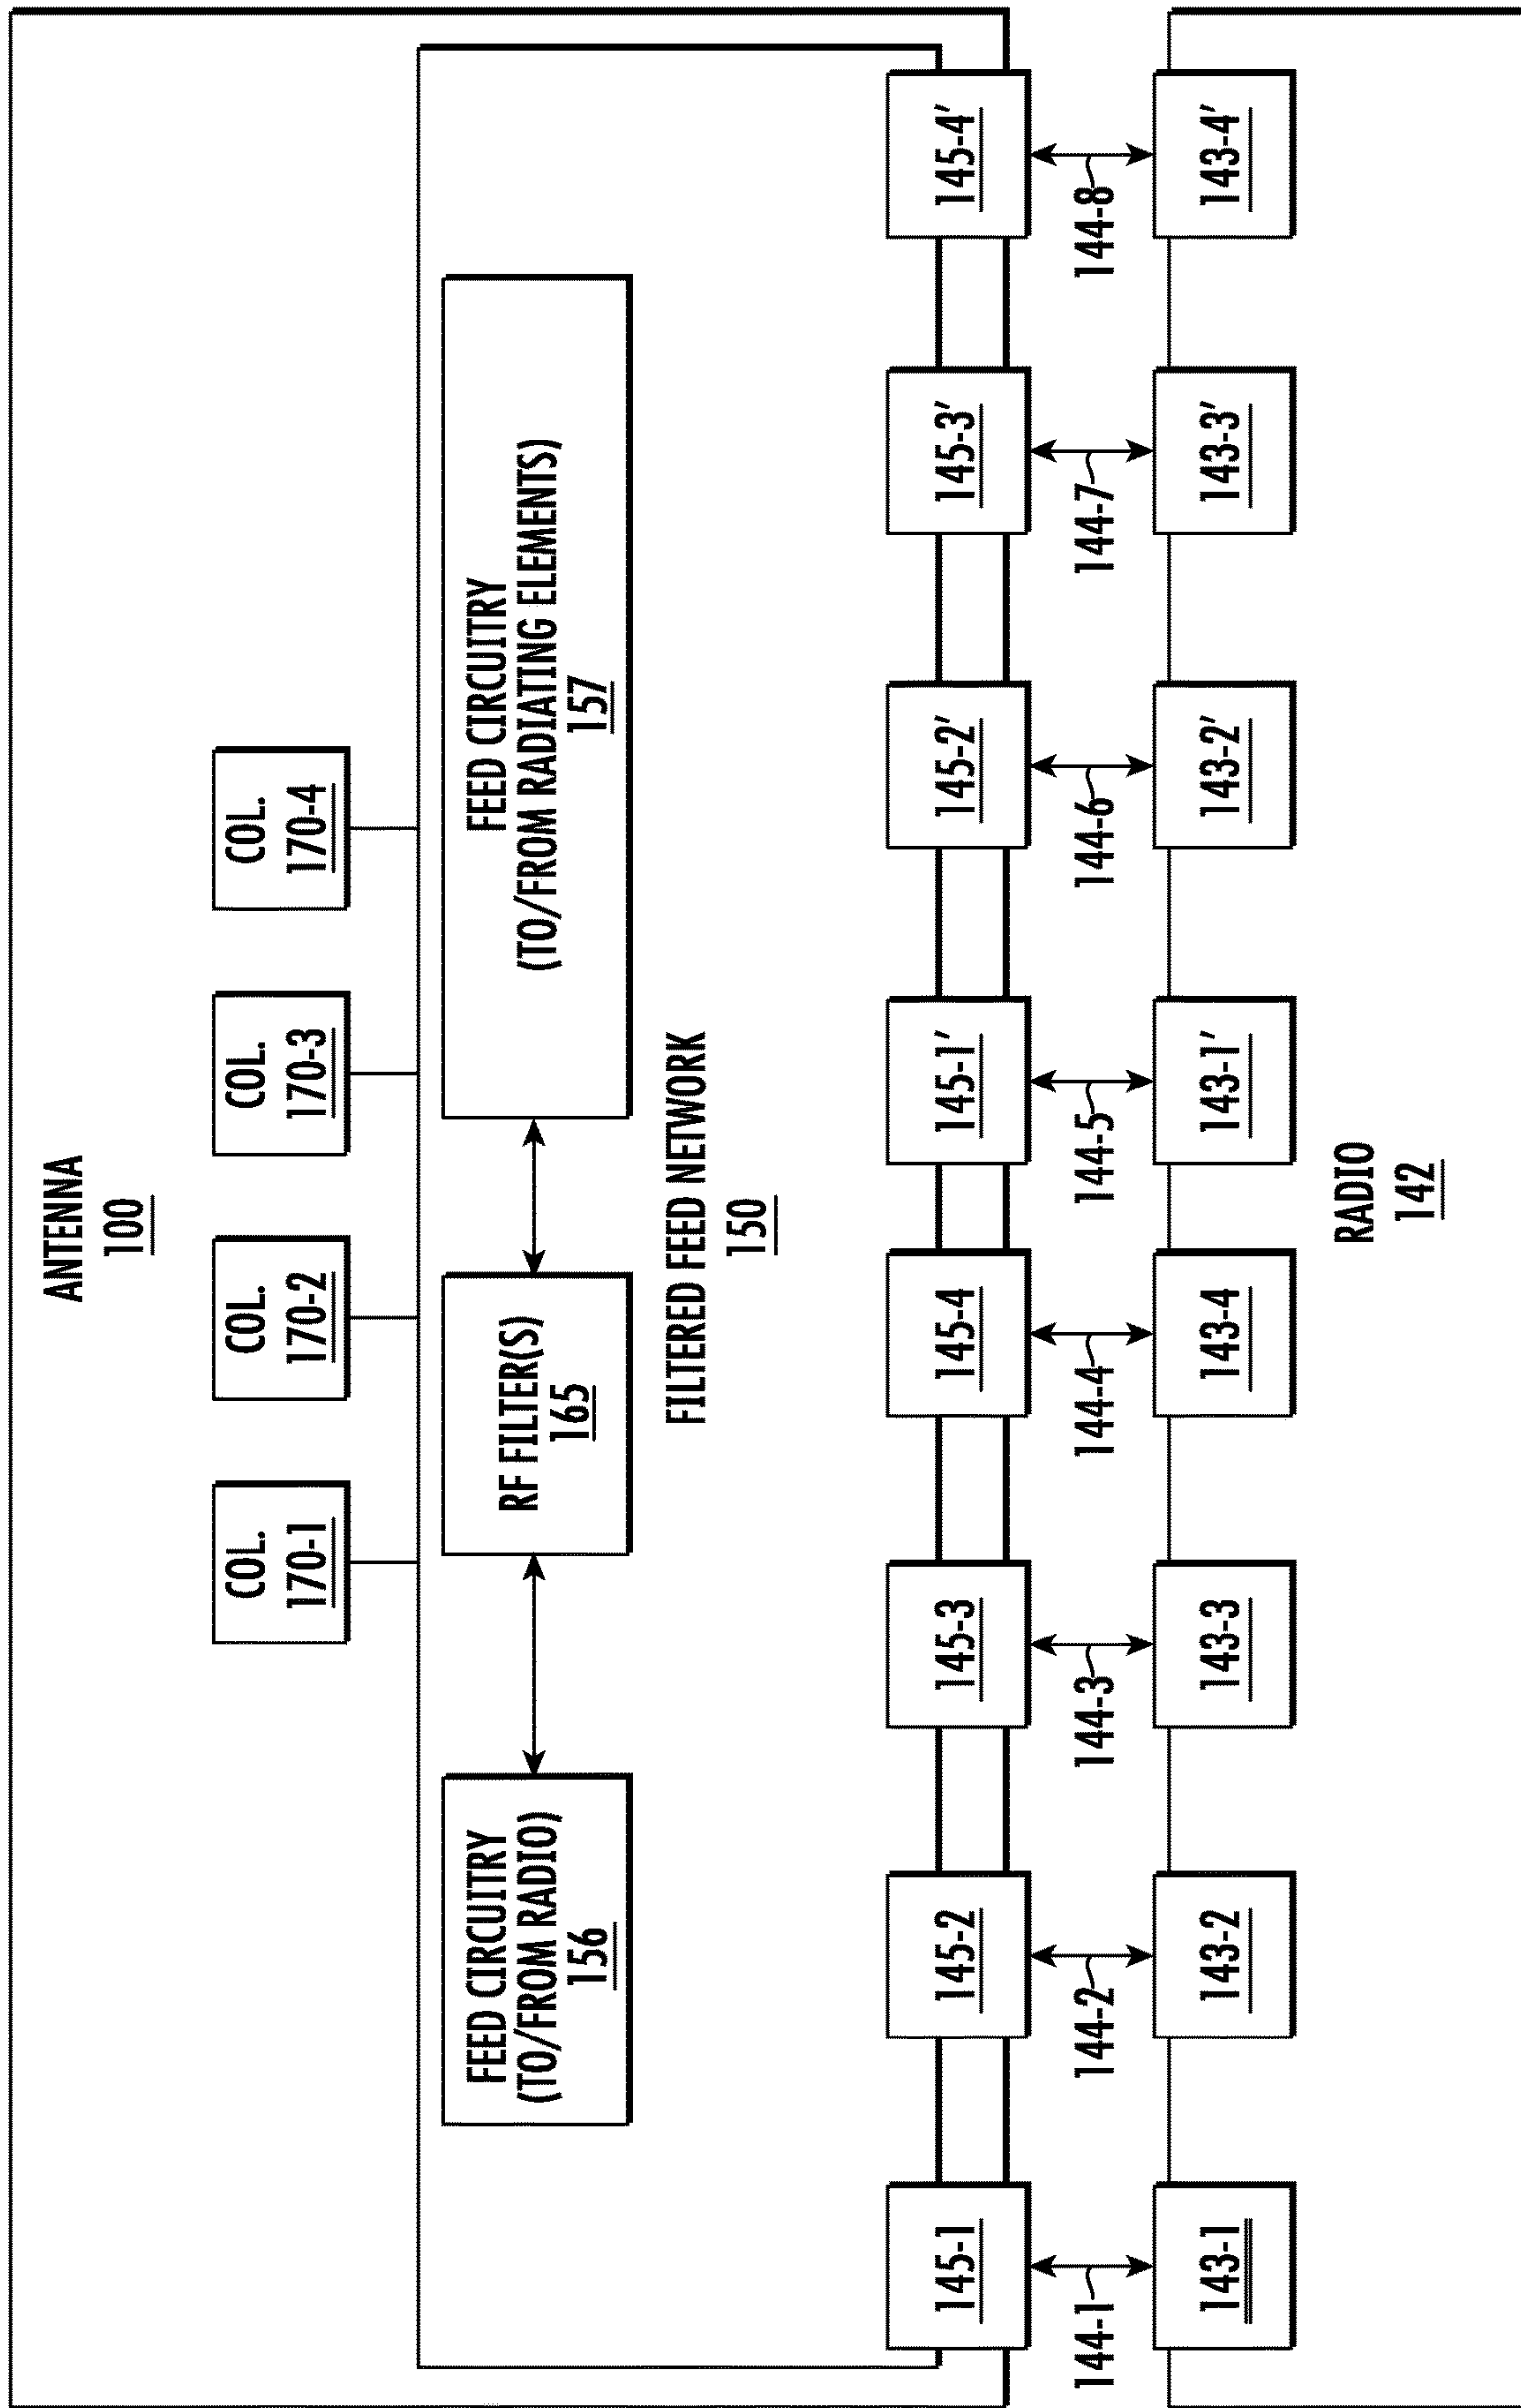 ANTENNA
100
COL.
170-1
COL.
170-2
COL.
170-3
COL.
170-4
FEED CIRCUITRY
(TO/FROM RADIO)
156
RF FILTER(S)
165
FEED CIRCUITRY
(TO/FROM RADIATING ELEMENTS)
157
FILTERED FEED NETWORK
150
145-1
145-2
145-3
145-4
145-1′
145-2′
145-3′
145-4′
144-1
144-2
144-3
144-4
144-5
144-6
144-7
144-8
143-1
143-2
143-3
143-4
143-1′
143-2′
143-3′
143-4′
RADIO
142